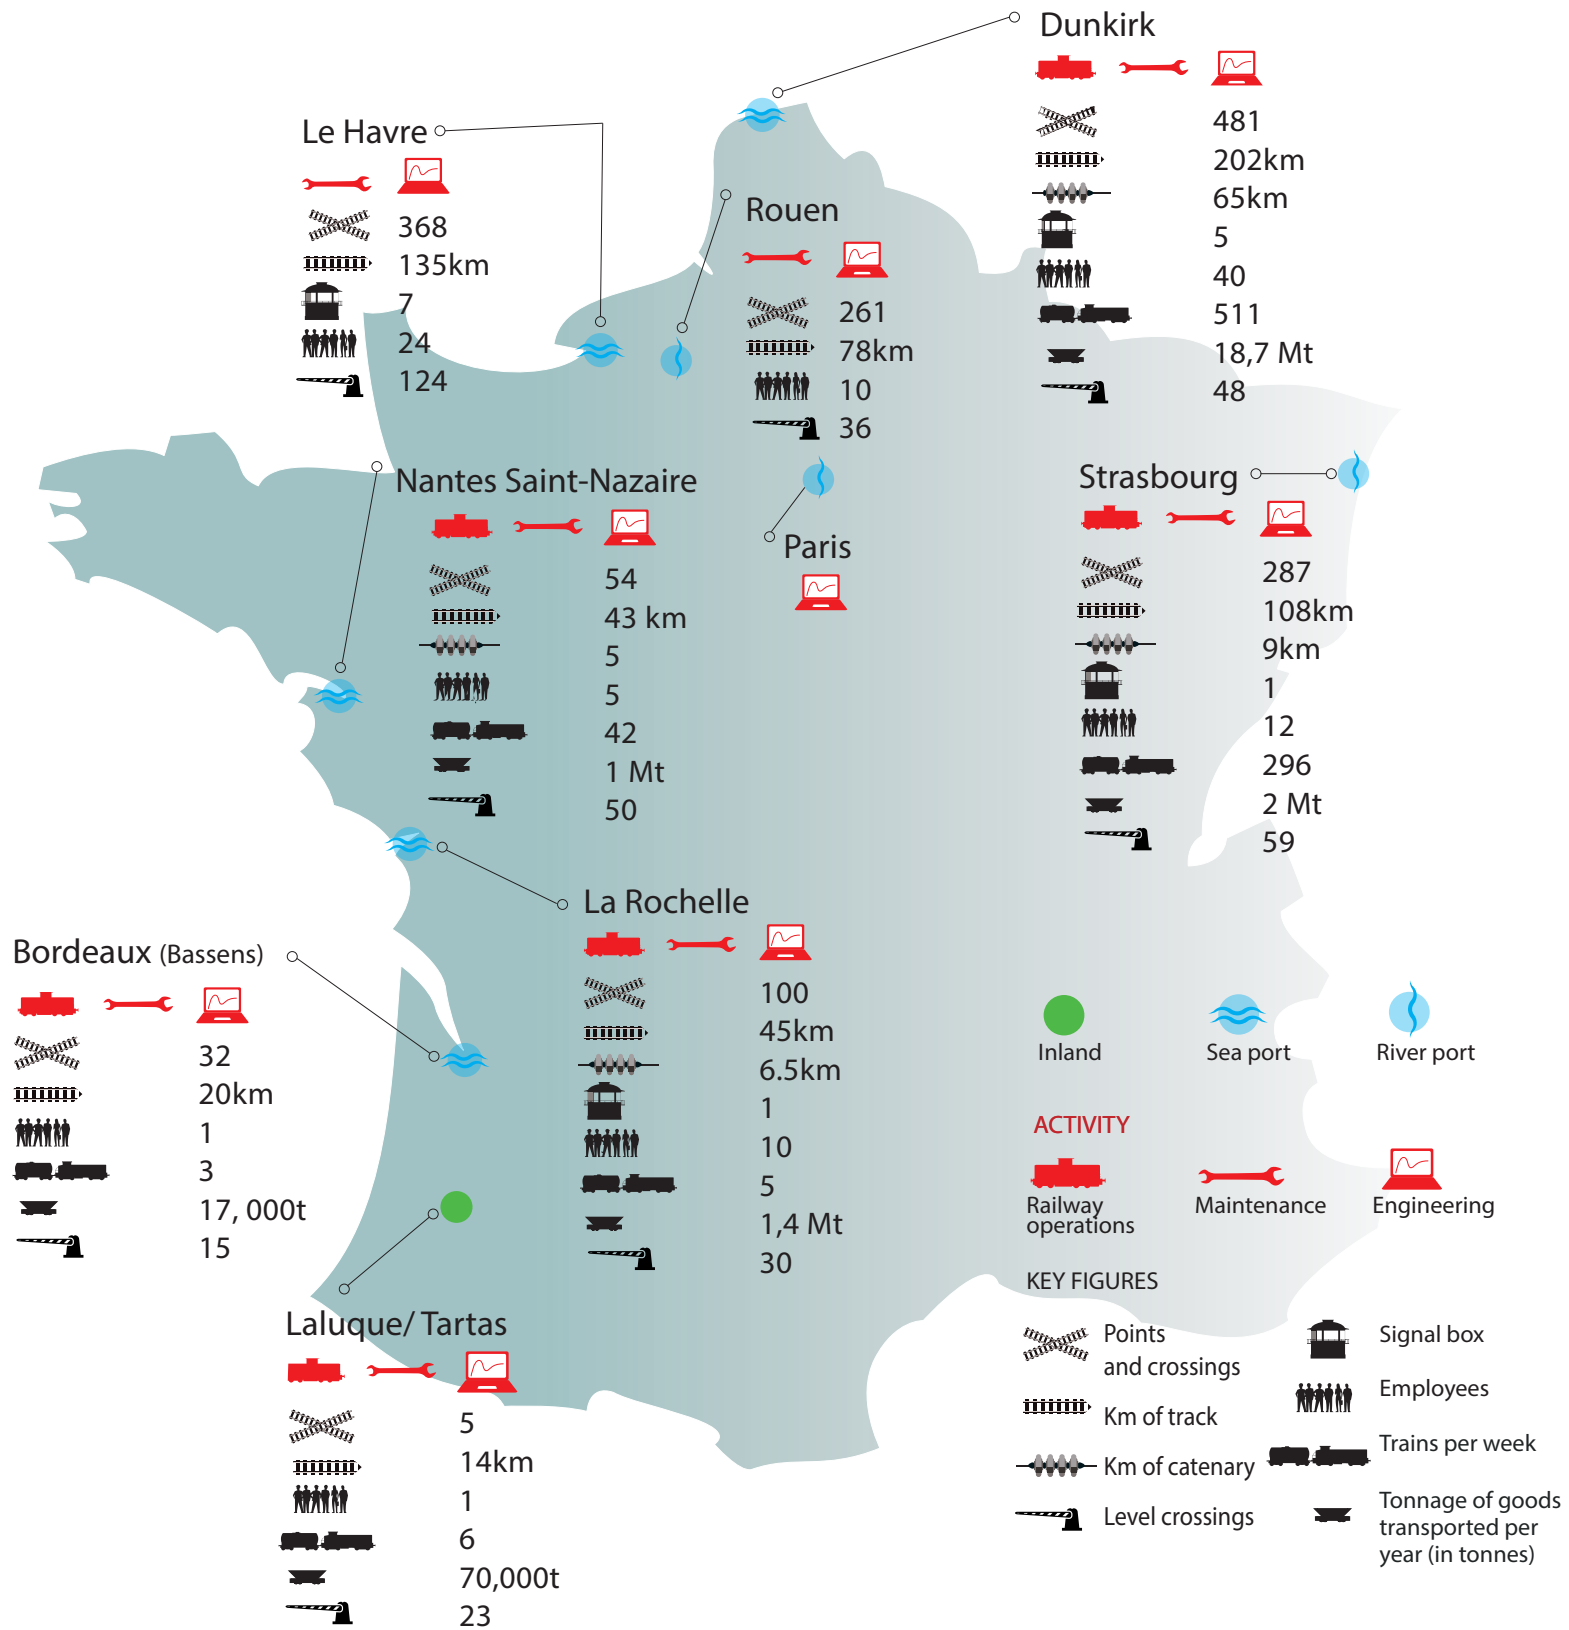 Dunkirk
481
202km
65km
5
40
511
18,7 Mt
48
Le Havre
368
135km
7
24
124
Rouen
261
78km
10
36
Nantes Saint-Nazaire
54
43 km
5
5
42
1 Mt
50
Paris
Strasbourg
287
108km
9km
1
12
296
2 Mt
59
La Rochelle
100
45km
6.5km
1
10
5
1,4 Mt
30
Bordeaux (Bassens)
32
20km
1
3
17, 000t
15
Laluque/ Tartas
5
14km
1
6
70,000t
23
Inland
Sea port
River port
ACTIVITY
Railway
operations
Maintenance
Engineering
KEY FIGURES
Points
and crossings
Km of track
Km of catenary
Level crossings
Signal box
Employees
Trains per week
Tonnage of goods
transported per
year (in tonnes)